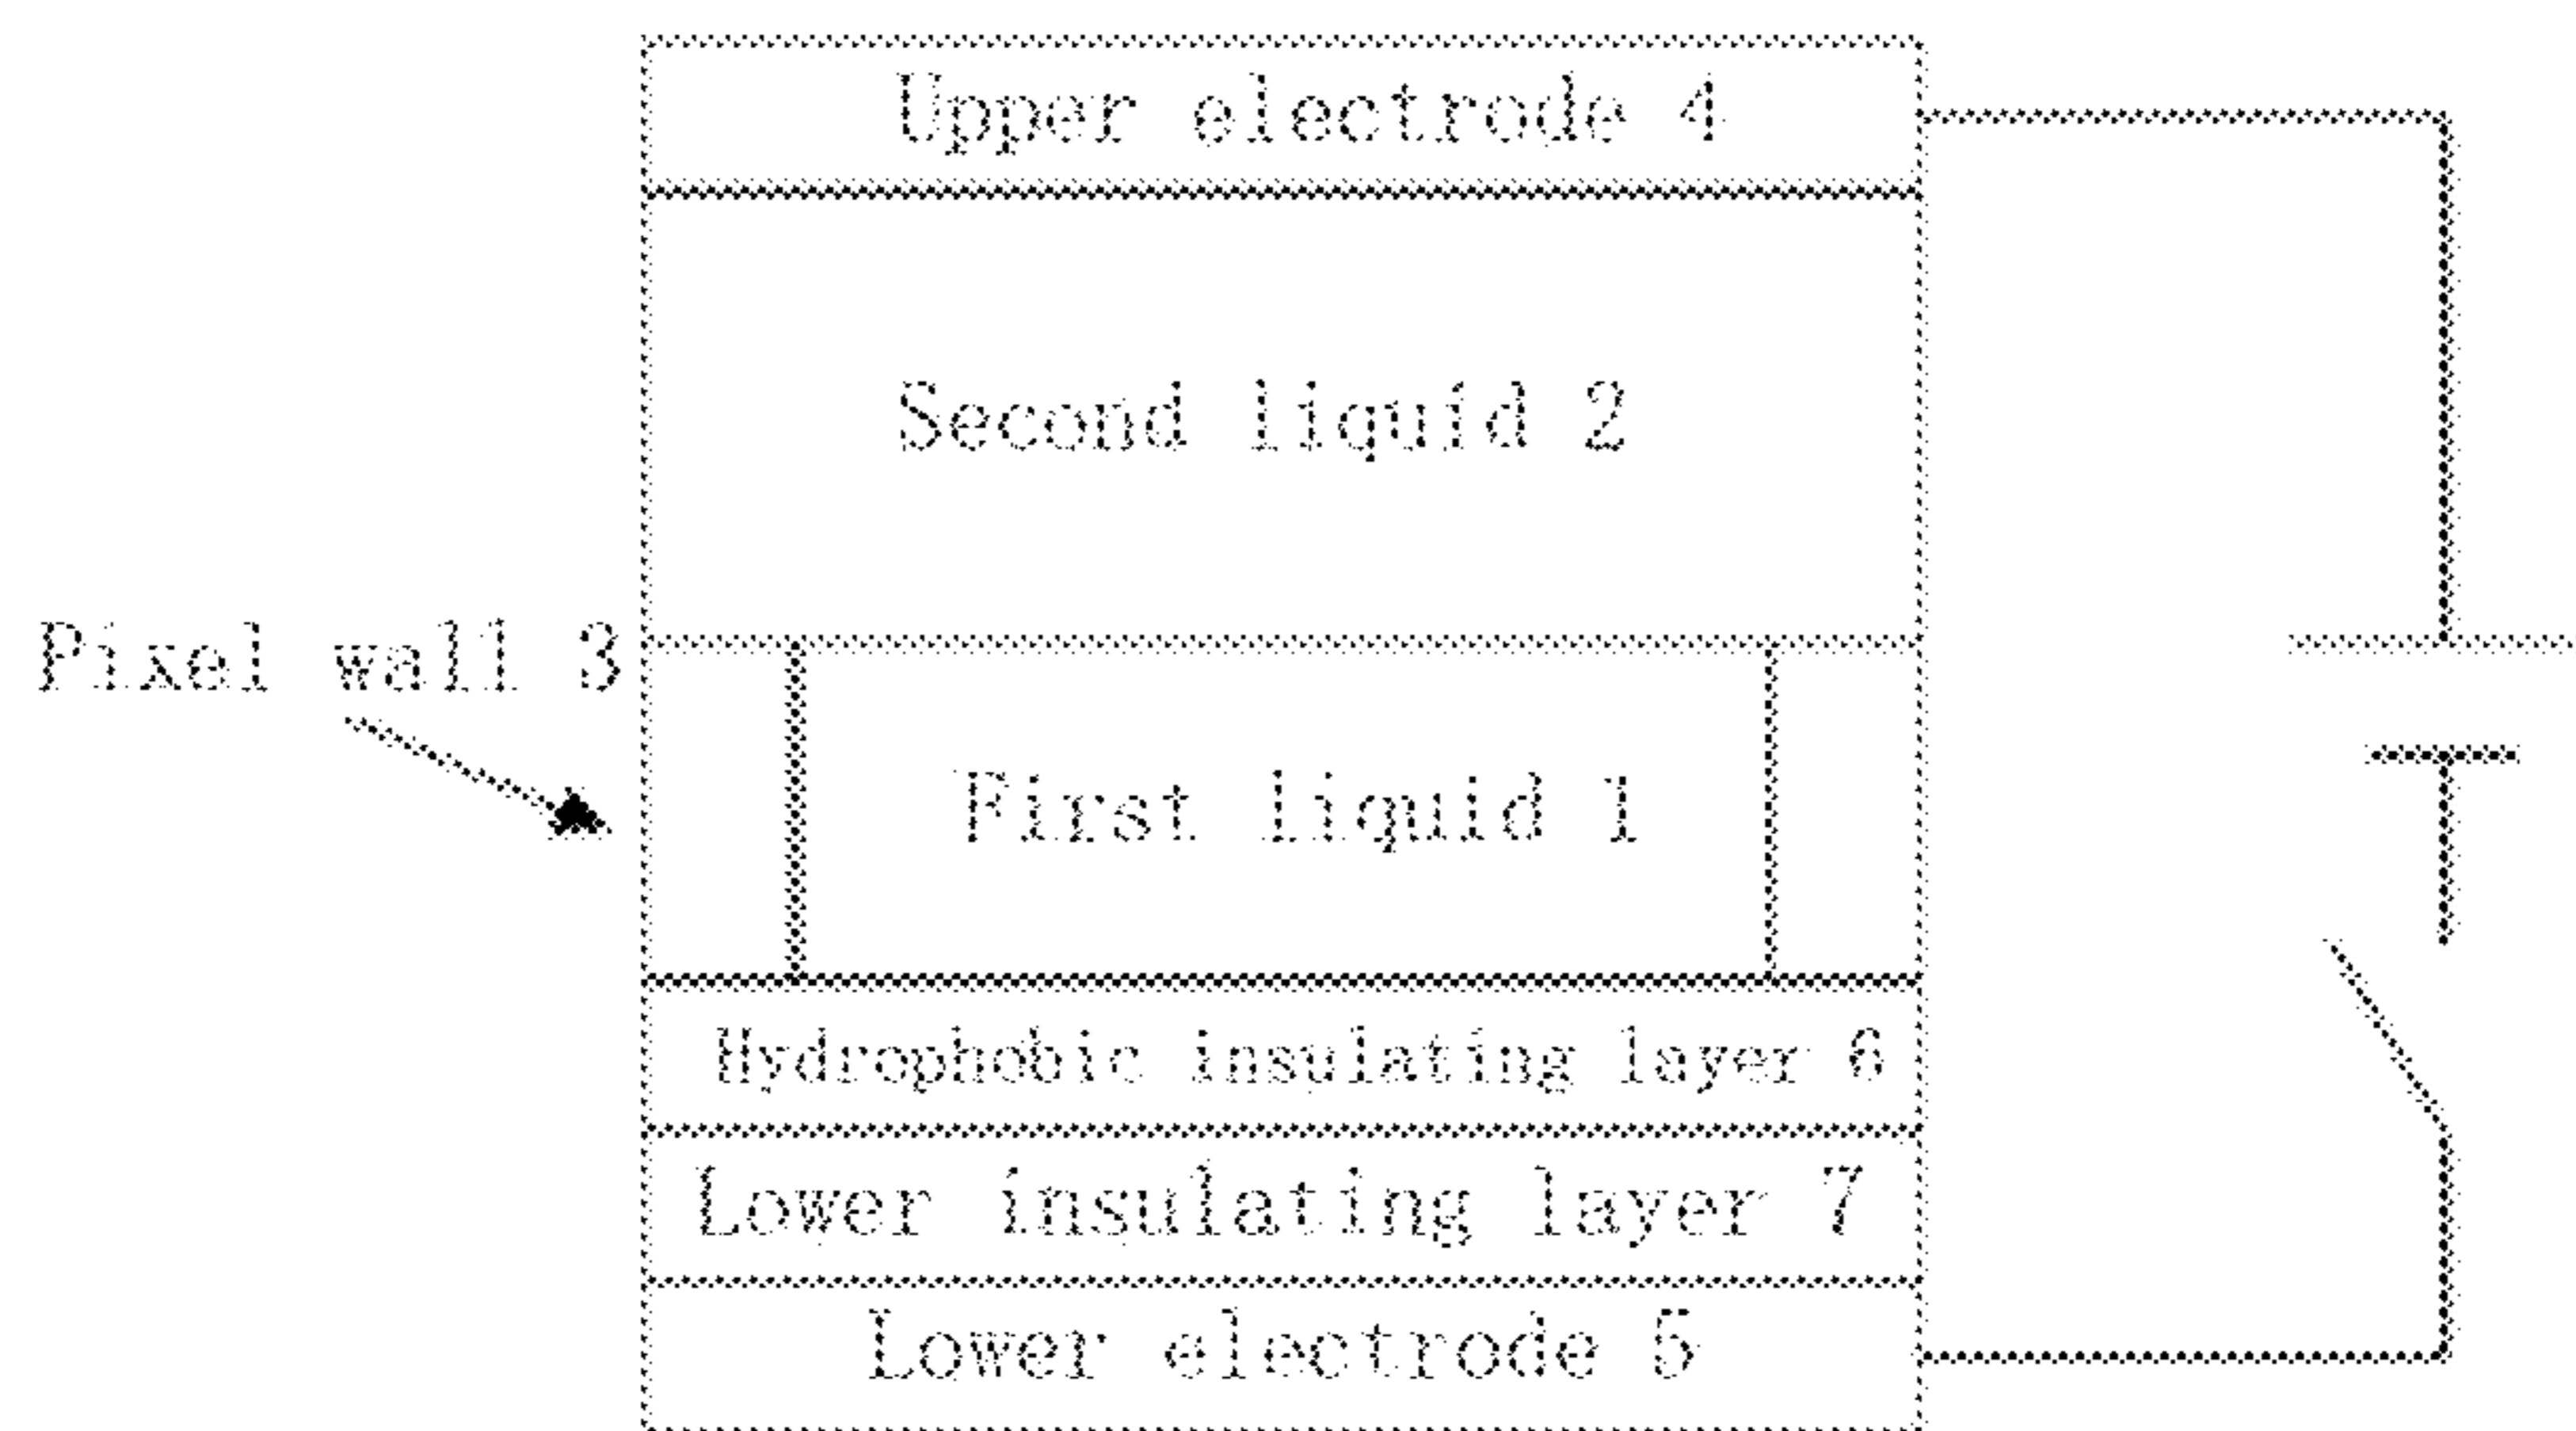 Upper electrode 4
Second liquid 2
Pixel wall 3
First liquid 1
Hydrophobic insulating layer 6
Lower insulating layer 7
Lower electrode 5